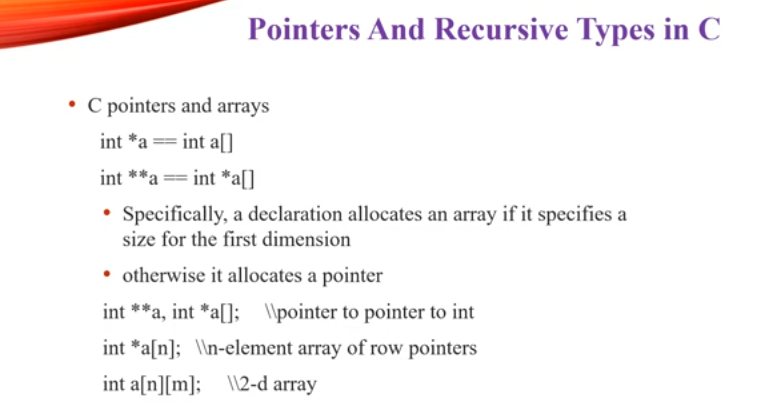 Pointers And Recursive Types in C
• C pointers and arrays
int *a == int a[]
int **a == int *a[]
• Specifically, a declaration allocates an array if it specifies a
size for the first dimension
• otherwise it allocates a pointer
int **a, int *a[]; \\pointer to pointer to int
int *a[n]; \\n-element array of row pointers
int a[n][m]; \\2-d array